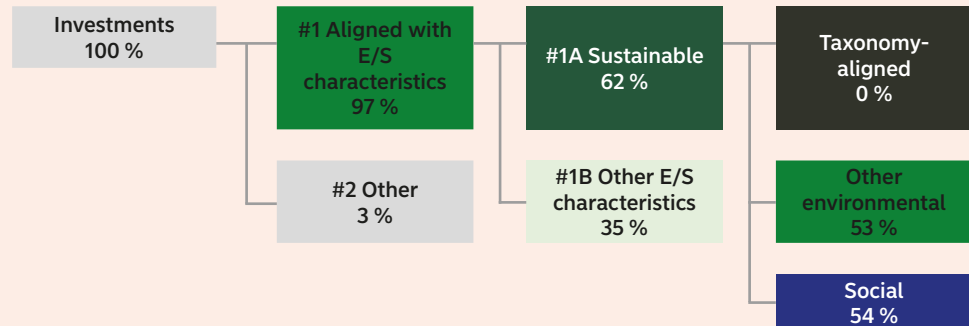 Investments
100 %
#1 Aligned with
E/S
characteristics
97 %
#1A Sustainable
62 %
Taxonomy-
aligned
0 %
#2 Other
3 %
#1B Other E/S
characteristics
35 %
Other
environmental
53 %
Social
54 %